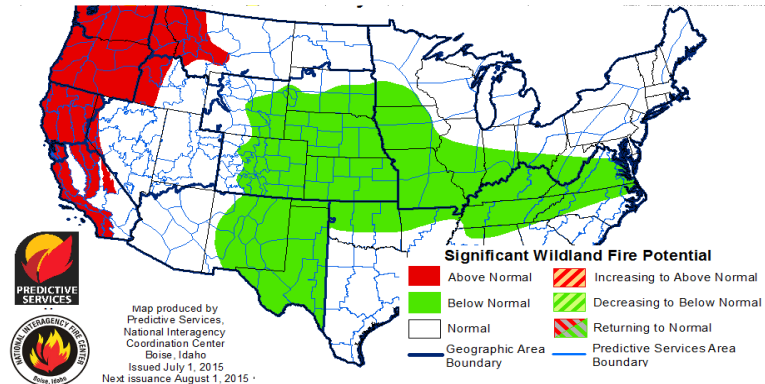 Significant Wildland Fire Potential
Above Normal
Increasing to Above Normal
Below Normal
Decreasing to Below Normal
Normal
Returning to Normal
Geographic Area
Boundary
Predictive Services Area
Boundary
PREDICTIVE
SERVICES
NATIONAL INTERAGENCY FIRE CENTER
Boise, Idaho
Map produced by
Predictive Services,
National Interagency
Coordination Center
Boise, Idaho
Issued July 1, 2015
Next issuance August 1, 2015